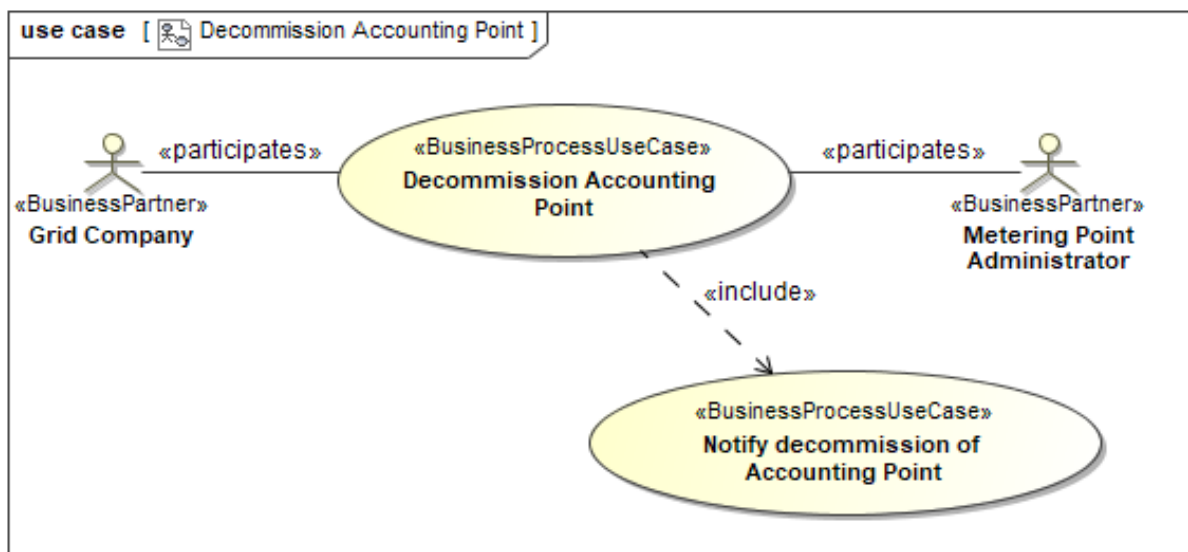 use case [ Decommission Accounting Point ]
«participates»
«BusinessProcessUseCase»
«participates»
Decommission Accounting
Point
«BusinessPartner»
Grid Company
«BusinessPartner»
Metering Point
Administrator
«include»
«BusinessProcessUseCase»
Notify decommission of
Accounting Point